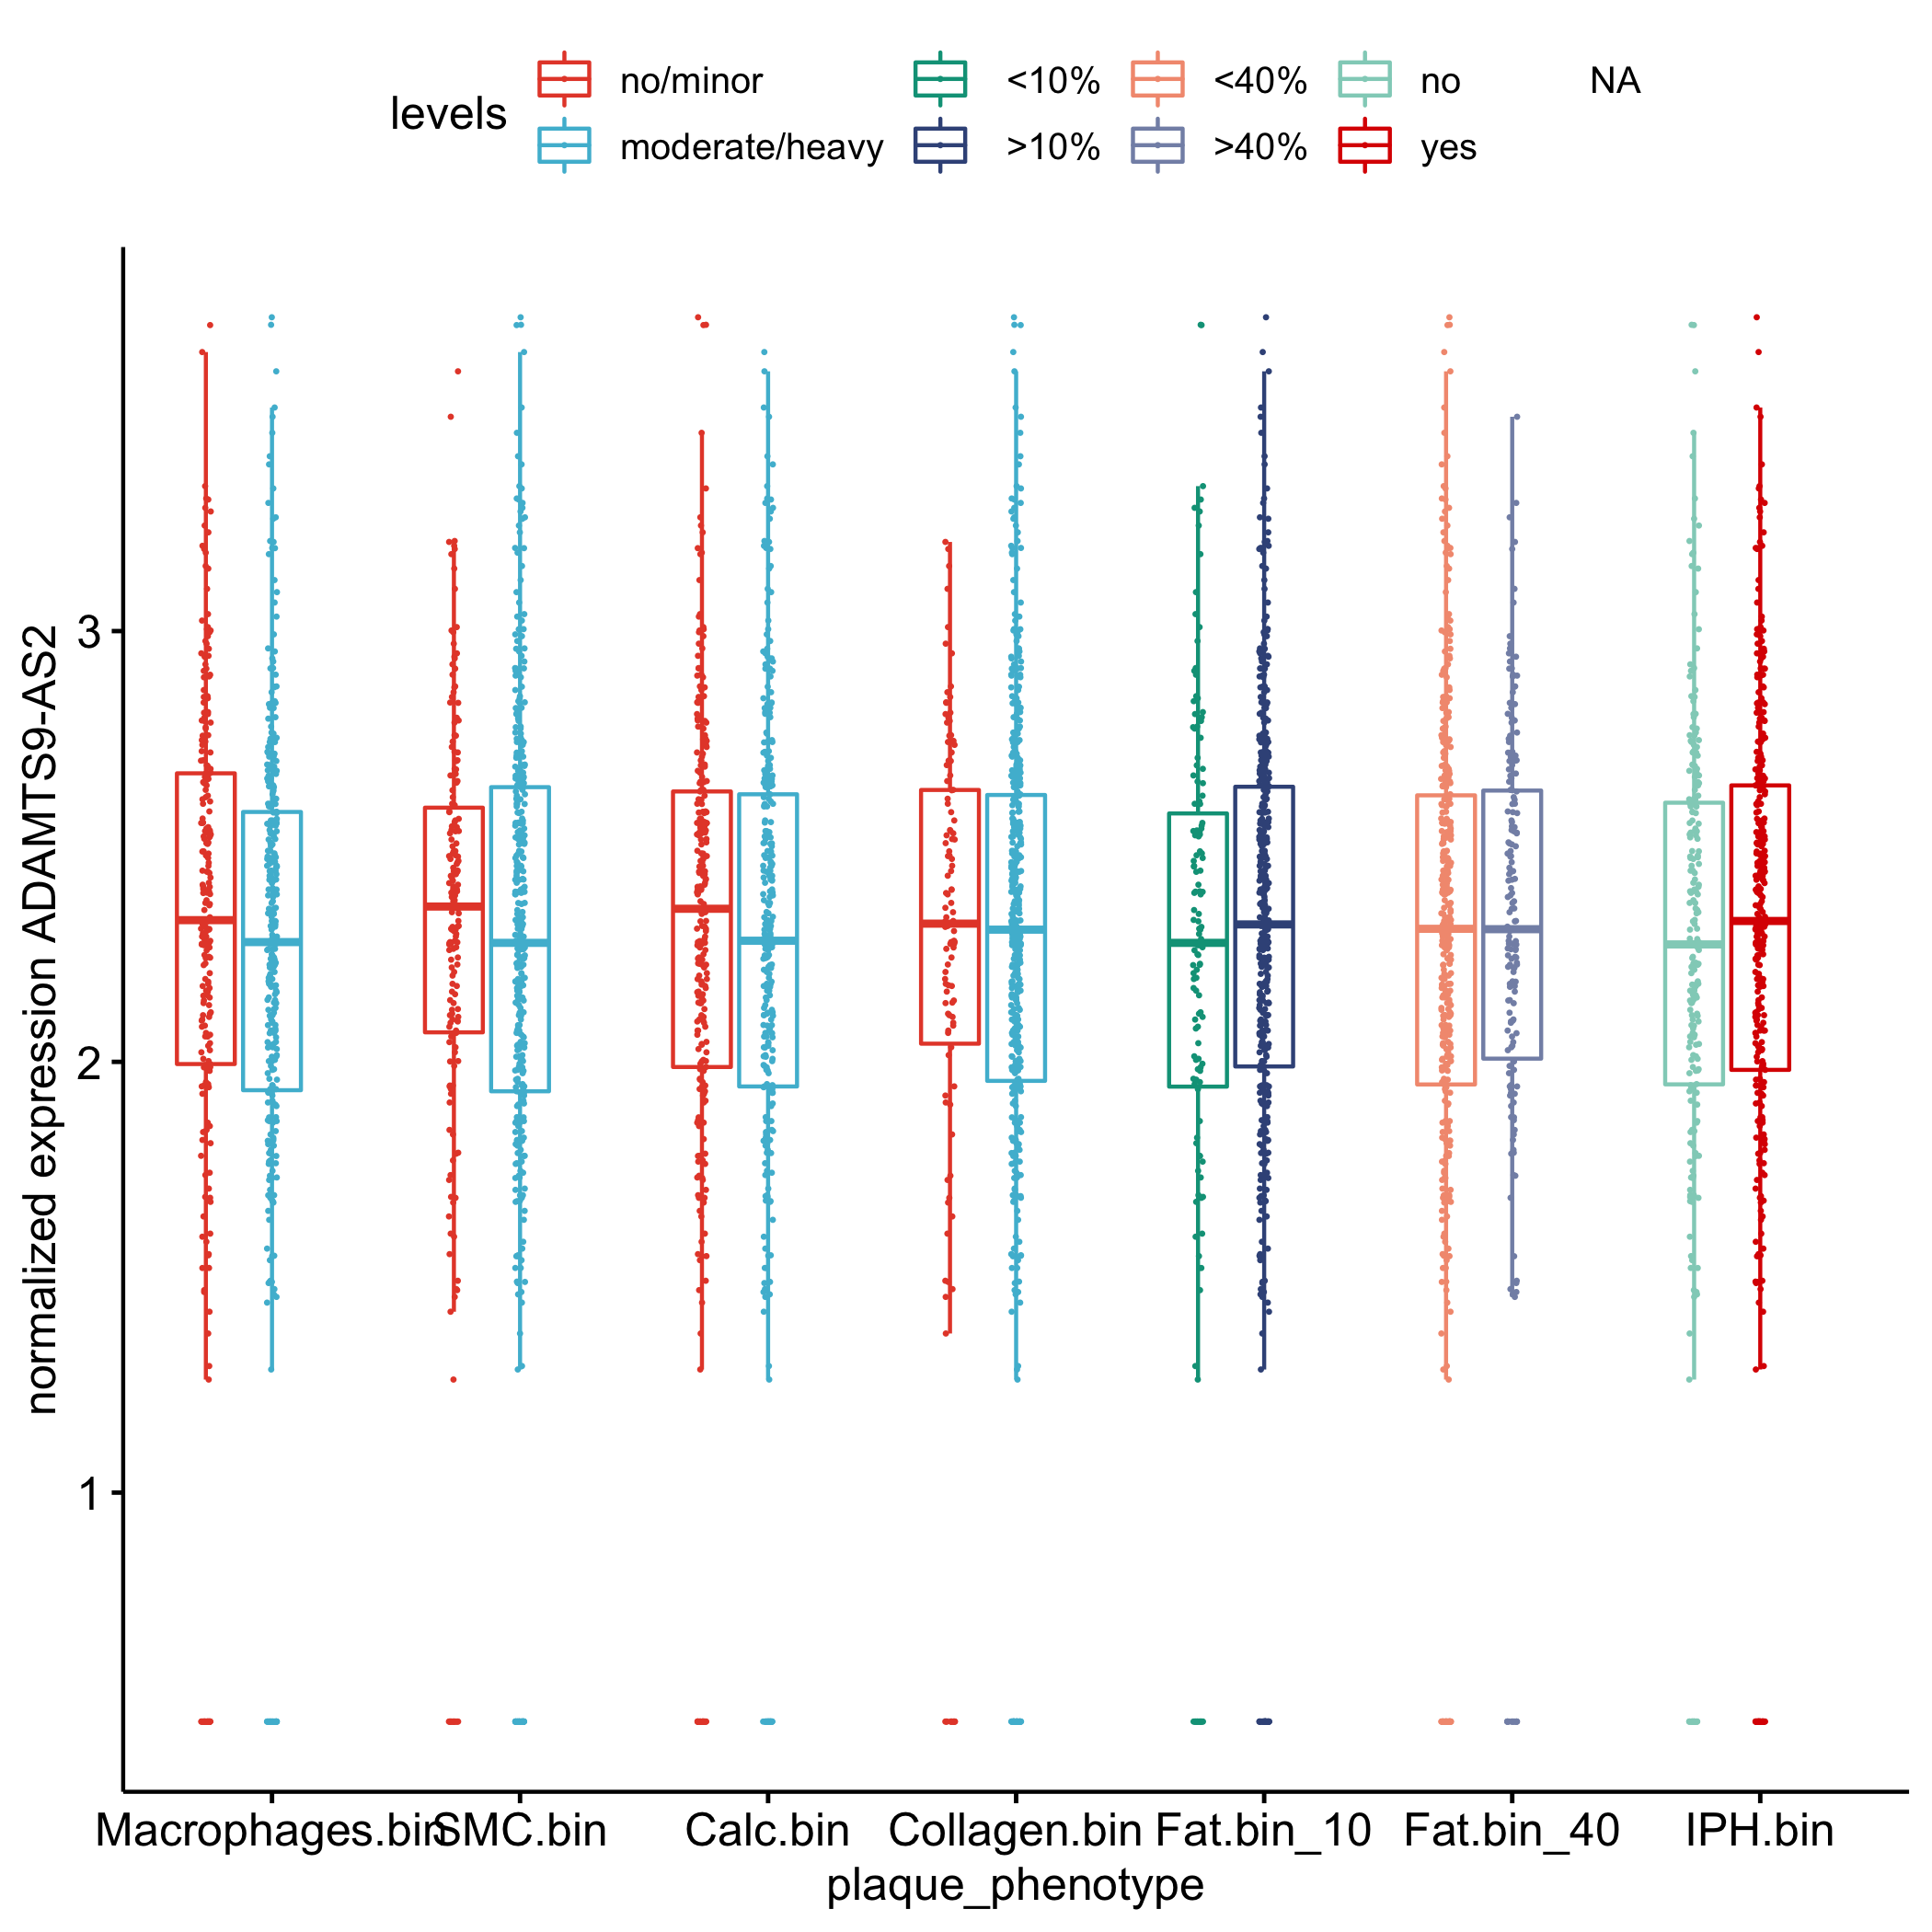 levels
no/minor
<10%
<40%
no
NA
moderate/heavy
>10%
>40%
yes
normalized expression ADAMTS9-AS2
3
2
1
Macrophages.bin
SMC.bin
Calc.bin
Collagen.bin
Fat.bin_10
Fat.bin_40
IPH.bin
plaque_phenotype